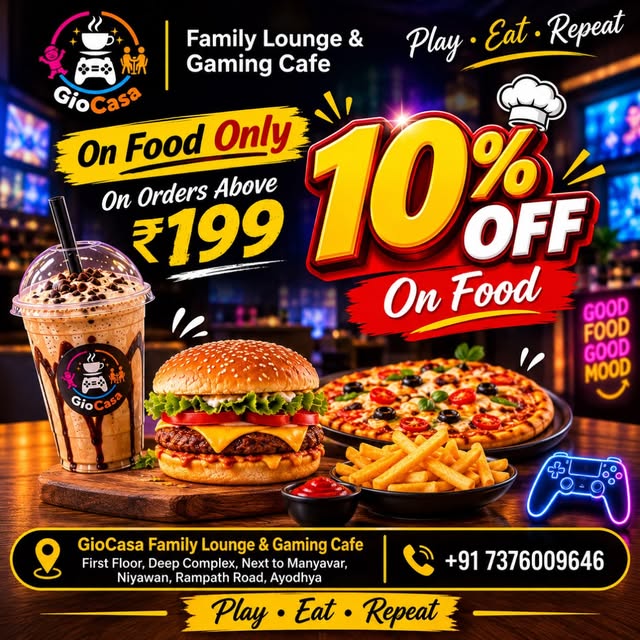 GioCasa
Family Lounge &
Gaming Cafe
Play • Eat • Repeat
On Food Only
On Orders Above
₹199
10%
OFF
On Food
GioCasa
GOOD
FOOD
GOOD
MOOD
GioCasa Family Lounge & Gaming Cafe
First Floor, Deep Complex, Next to Manyavar,
Niyawan, Rampath Road, Ayodhya
+91 7376009646
Play • Eat • Repeat